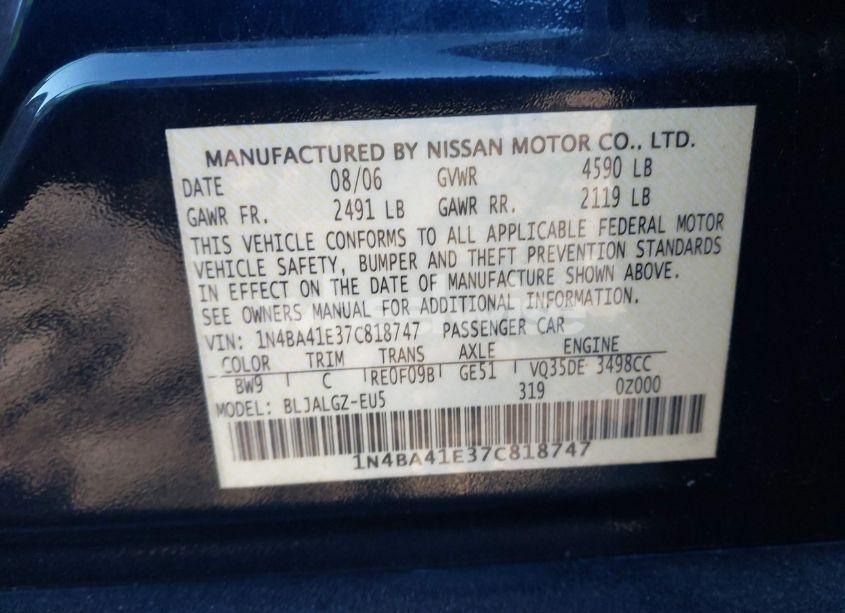 MANUFACTURED BY NISSAN MOTOR CO., LTD.
DATE 08/06 GVWR 4590 LB
GAWR FR. 2491 LB GAWR RR. 2119 LB
THIS VEHICLE CONFORMS TO ALL APPLICABLE FEDERAL MOTOR
VEHICLE SAFETY, BUMPER AND THEFT PREVENTION STANDARDS
IN EFFECT ON THE DATE OF MANUFACTURE SHOWN ABOVE.
SEE OWNERS MANUAL FOR ADDITIONAL INFORMATION.
VIN: 1N4BA41E37C818747 PASSENGER CAR
COLOR TRIM TRANS AXLE ENGINE
BW9 C RE0F09B GE51 VQ35DE 3498CC
MODEL: BLJALGZ-EU5 319 0Z000
1N4BA41E37C818747